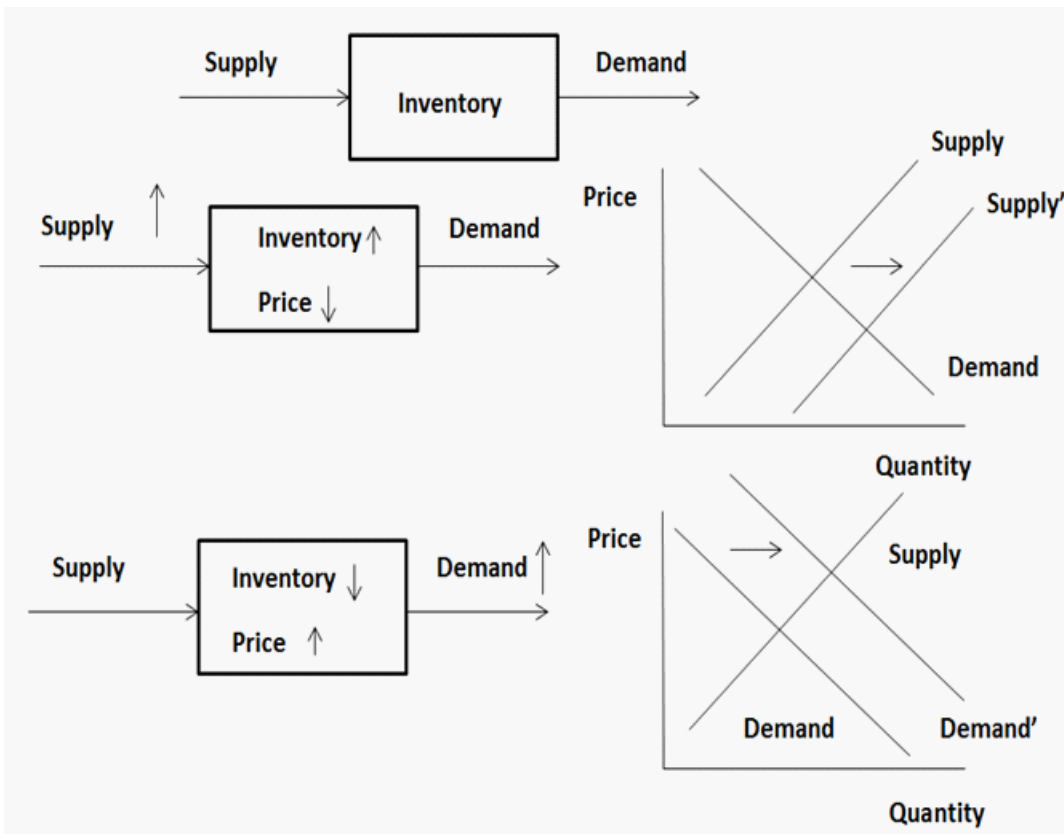 Supply
Demand
Inventory
Supply
Price
Supply'
Supply
Inventory
Demand
Price
Demand
Quantity
Price
Supply
Demand
Supply
Inventory
Price
Demand
Demand'
Quantity